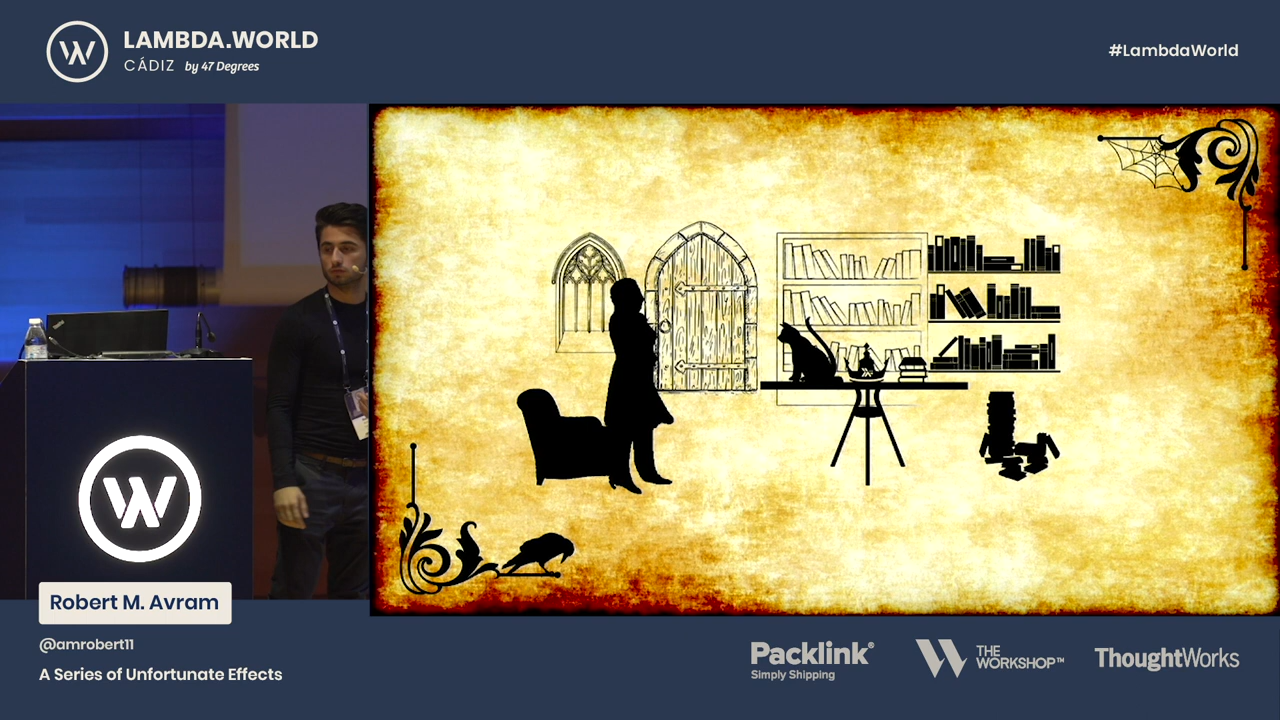 LAMBDA.WORLD
CÁDIZ by 47 Degrees
#LambdaWorld
Robert M. Avram
@amrobert11
A Series of Unfortunate Effects
Packlink®
Simply Shipping
THE
WORKSHOP™
ThoughtWorks